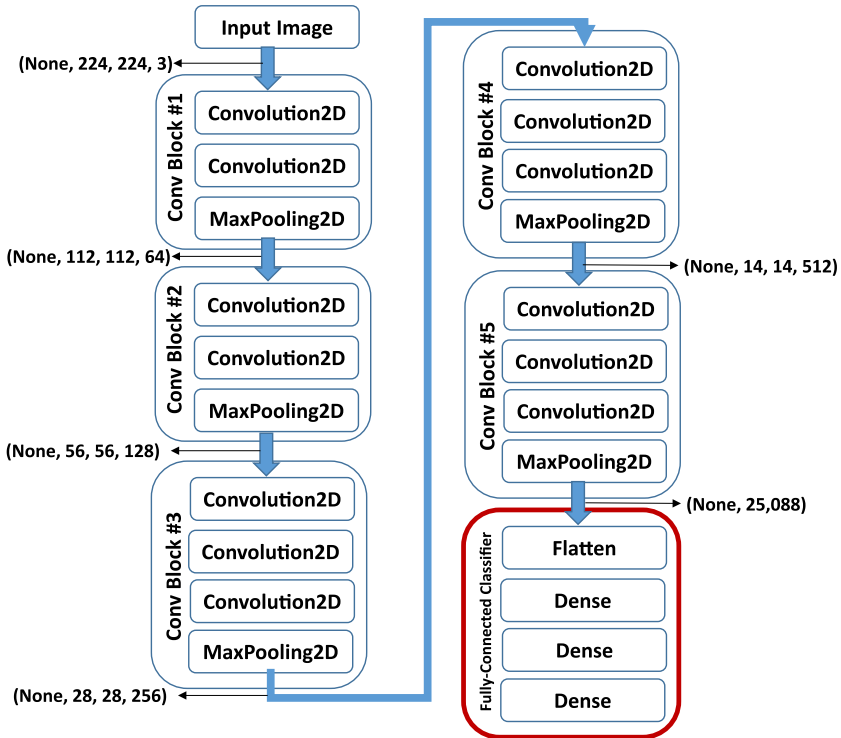 Input Image
(None, 224, 224, 3)
Conv Block #1
Convolution2D
Convolution2D
MaxPooling2D
(None, 112, 112, 64)
Conv Block #2
Convolution2D
Convolution2D
MaxPooling2D
(None, 56, 56, 128)
Conv Block #3
Convolution2D
Convolution2D
Convolution2D
MaxPooling2D
(None, 28, 28, 256)
Conv Block #4
Convolution2D
Convolution2D
Convolution2D
MaxPooling2D
(None, 14, 14, 512)
Conv Block #5
Convolution2D
Convolution2D
Convolution2D
MaxPooling2D
(None, 25,088)
Fully-Connected Classifier
Flatten
Dense
Dense
Dense